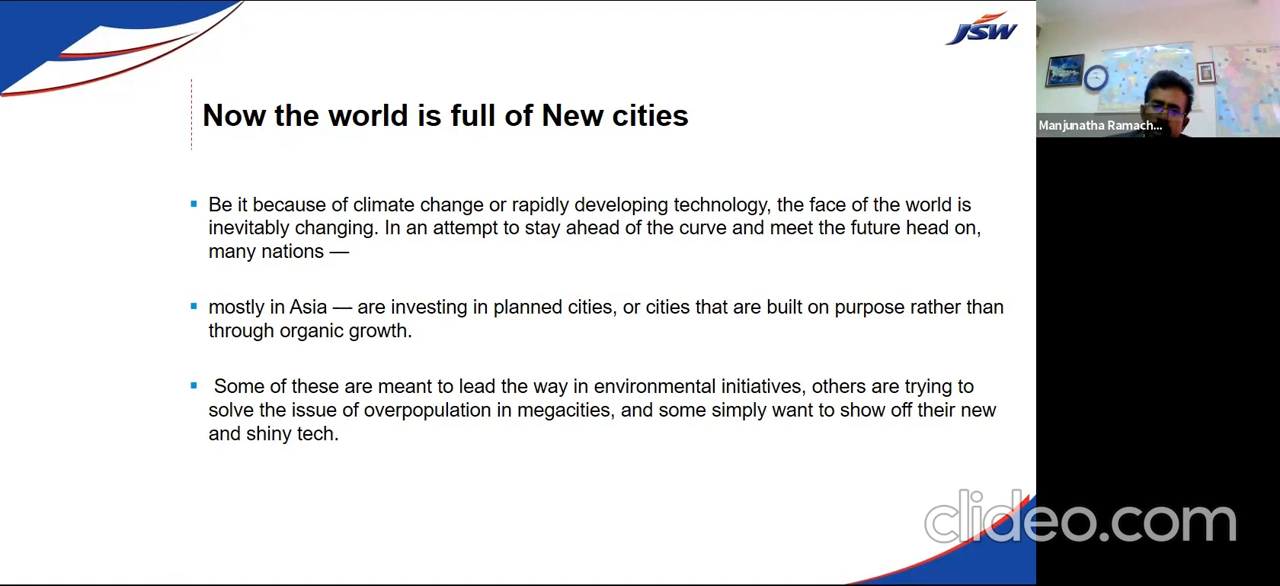 JSW
Now the world is full of New cities
Be it because of climate change or rapidly developing technology, the face of the world is
inevitably changing. In an attempt to stay ahead of the curve and meet the future head on,
many nations —
mostly in Asia — are investing in planned cities, or cities that are built on purpose rather than
through organic growth.
Some of these are meant to lead the way in environmental initiatives, others are trying to
solve the issue of overpopulation in megacities, and some simply want to show off their new
and shiny tech.
Manjunatha Ramach...
clideo.com